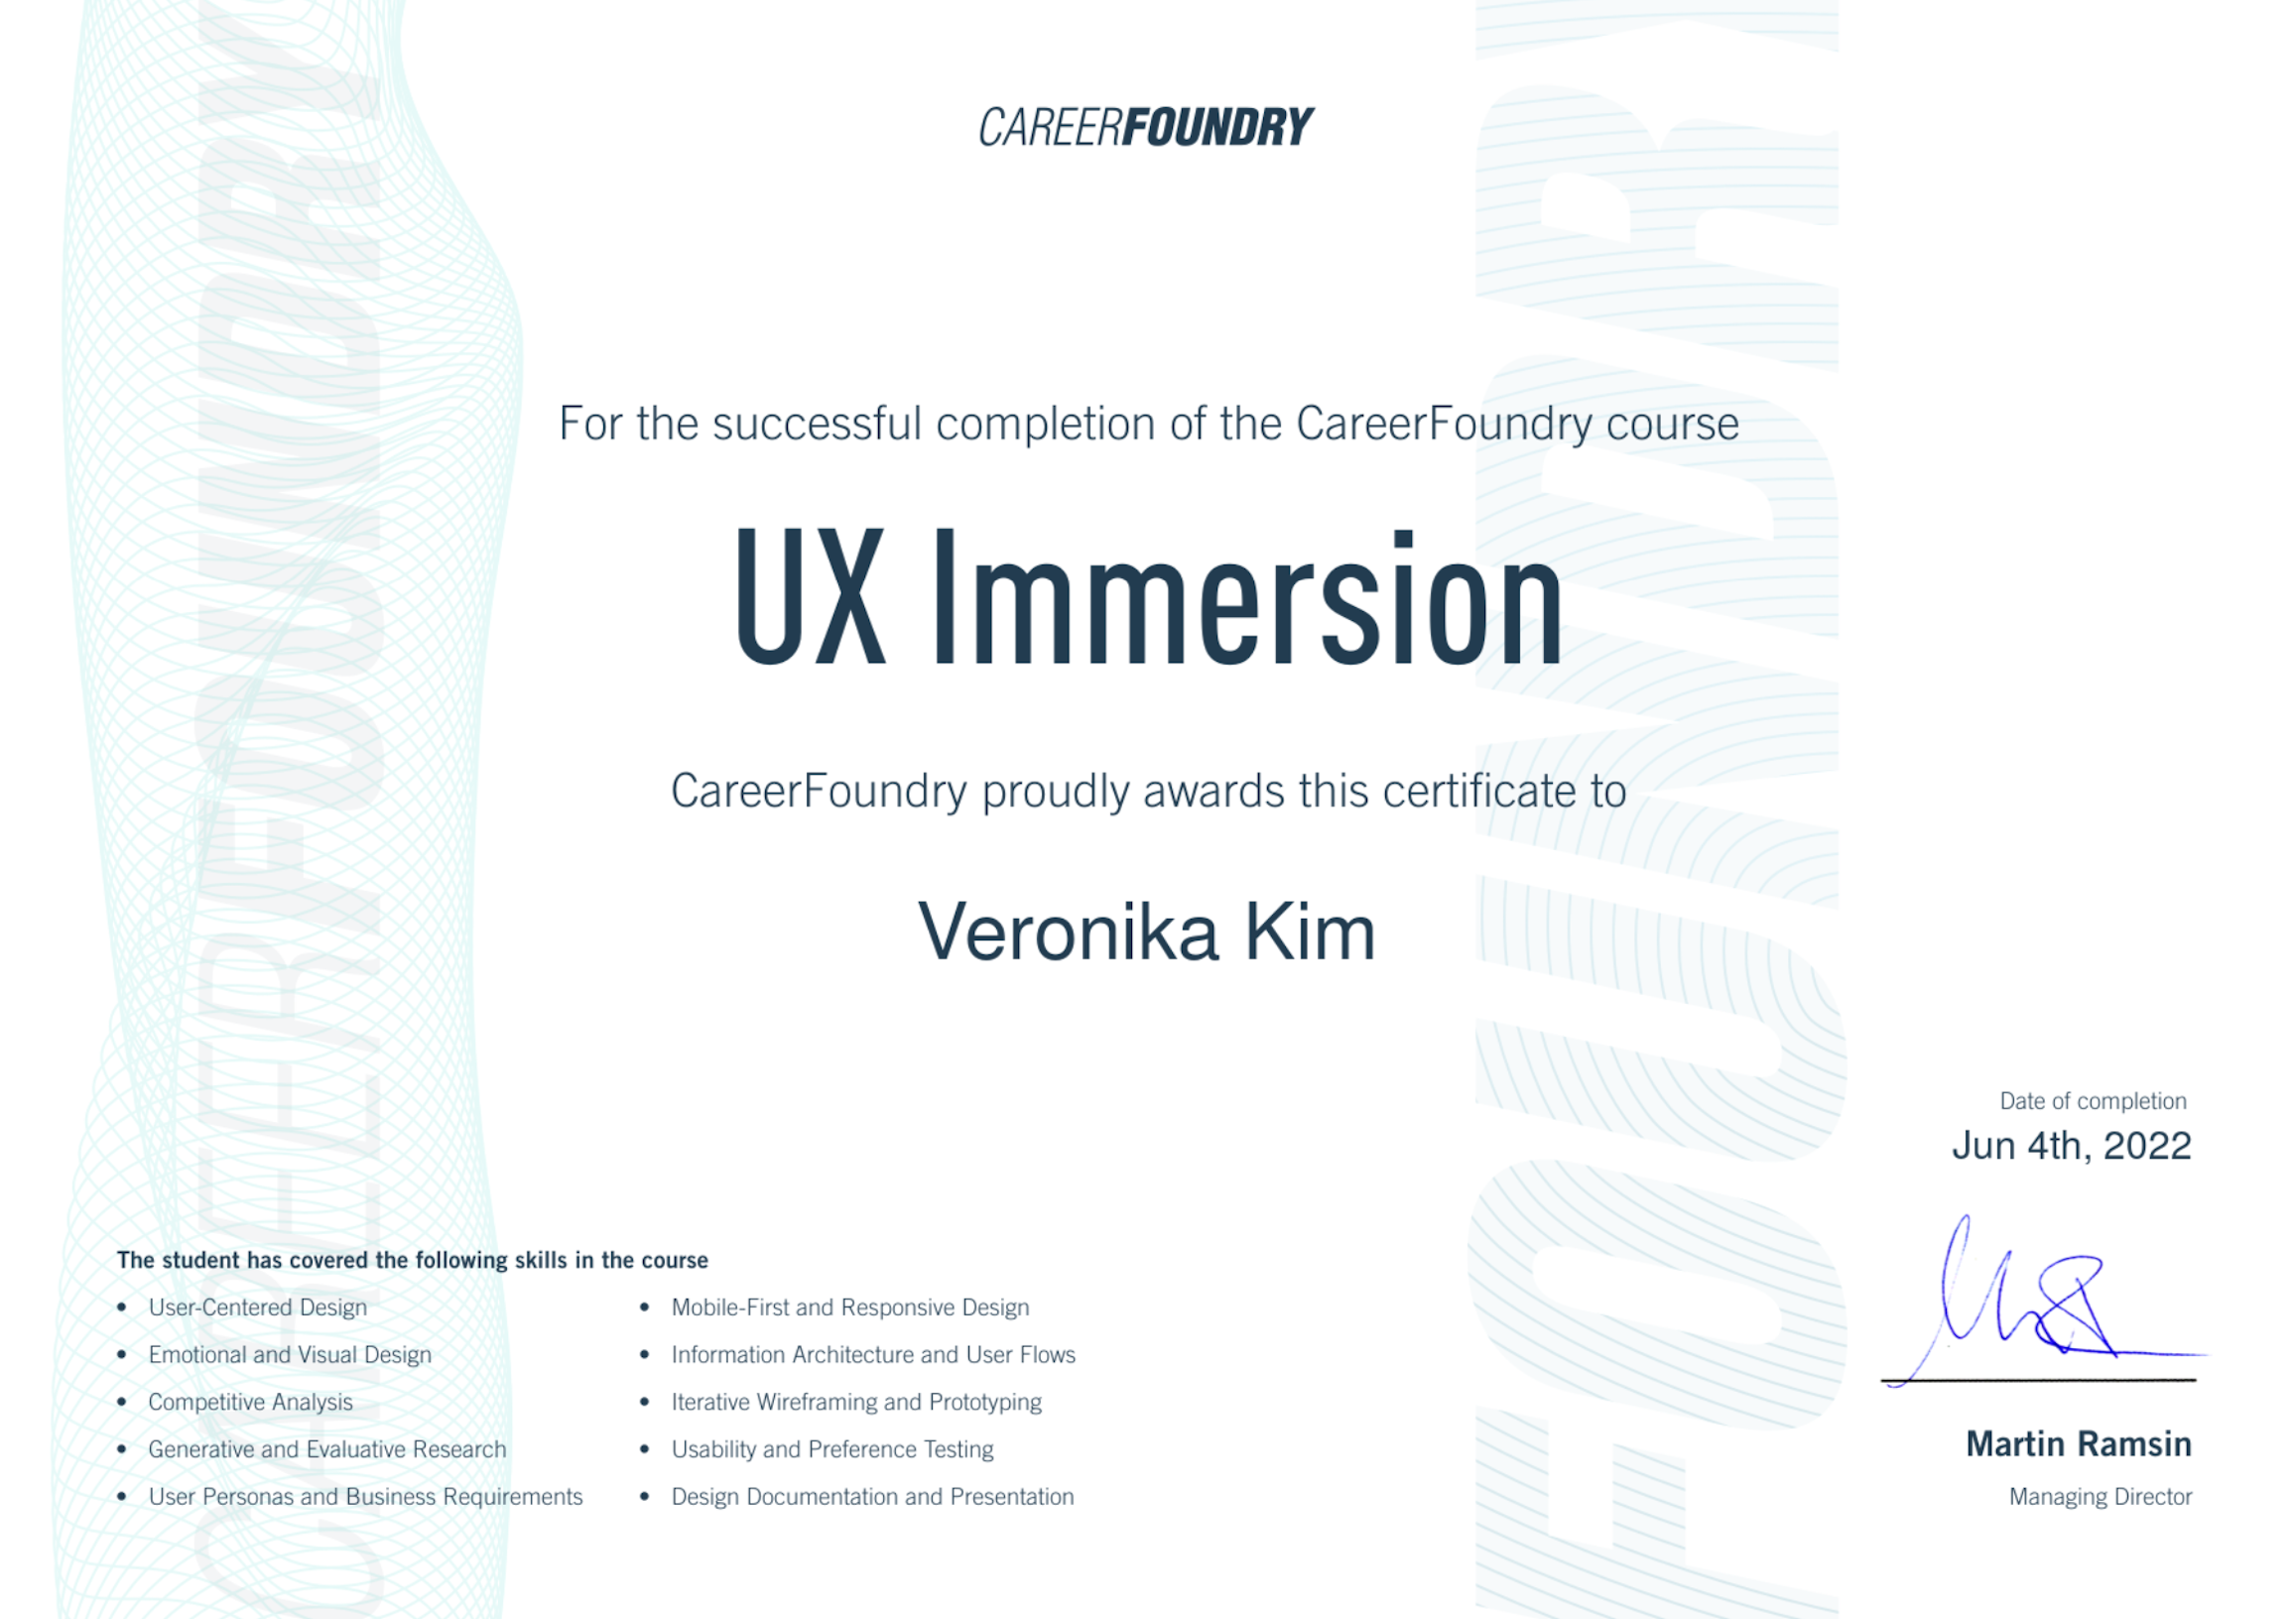 CAREERFOUNDRY
For the successful completion of the CareerFoundry course
UX Immersion
CareerFoundry proudly awards this certificate to
Veronika Kim
Date of completion
Jun 4th, 2022
The student has covered the following skills in the course
• User-Centered Design
• Emotional and Visual Design
• Competitive Analysis
• Generative and Evaluative Research
• User Personas and Business Requirements
• Mobile-First and Responsive Design
• Information Architecture and User Flows
• Iterative Wireframing and Prototyping
• Usability and Preference Testing
• Design Documentation and Presentation
Martin Ramsin
Managing Director
CAREERFOUNDRY
FOUNDR